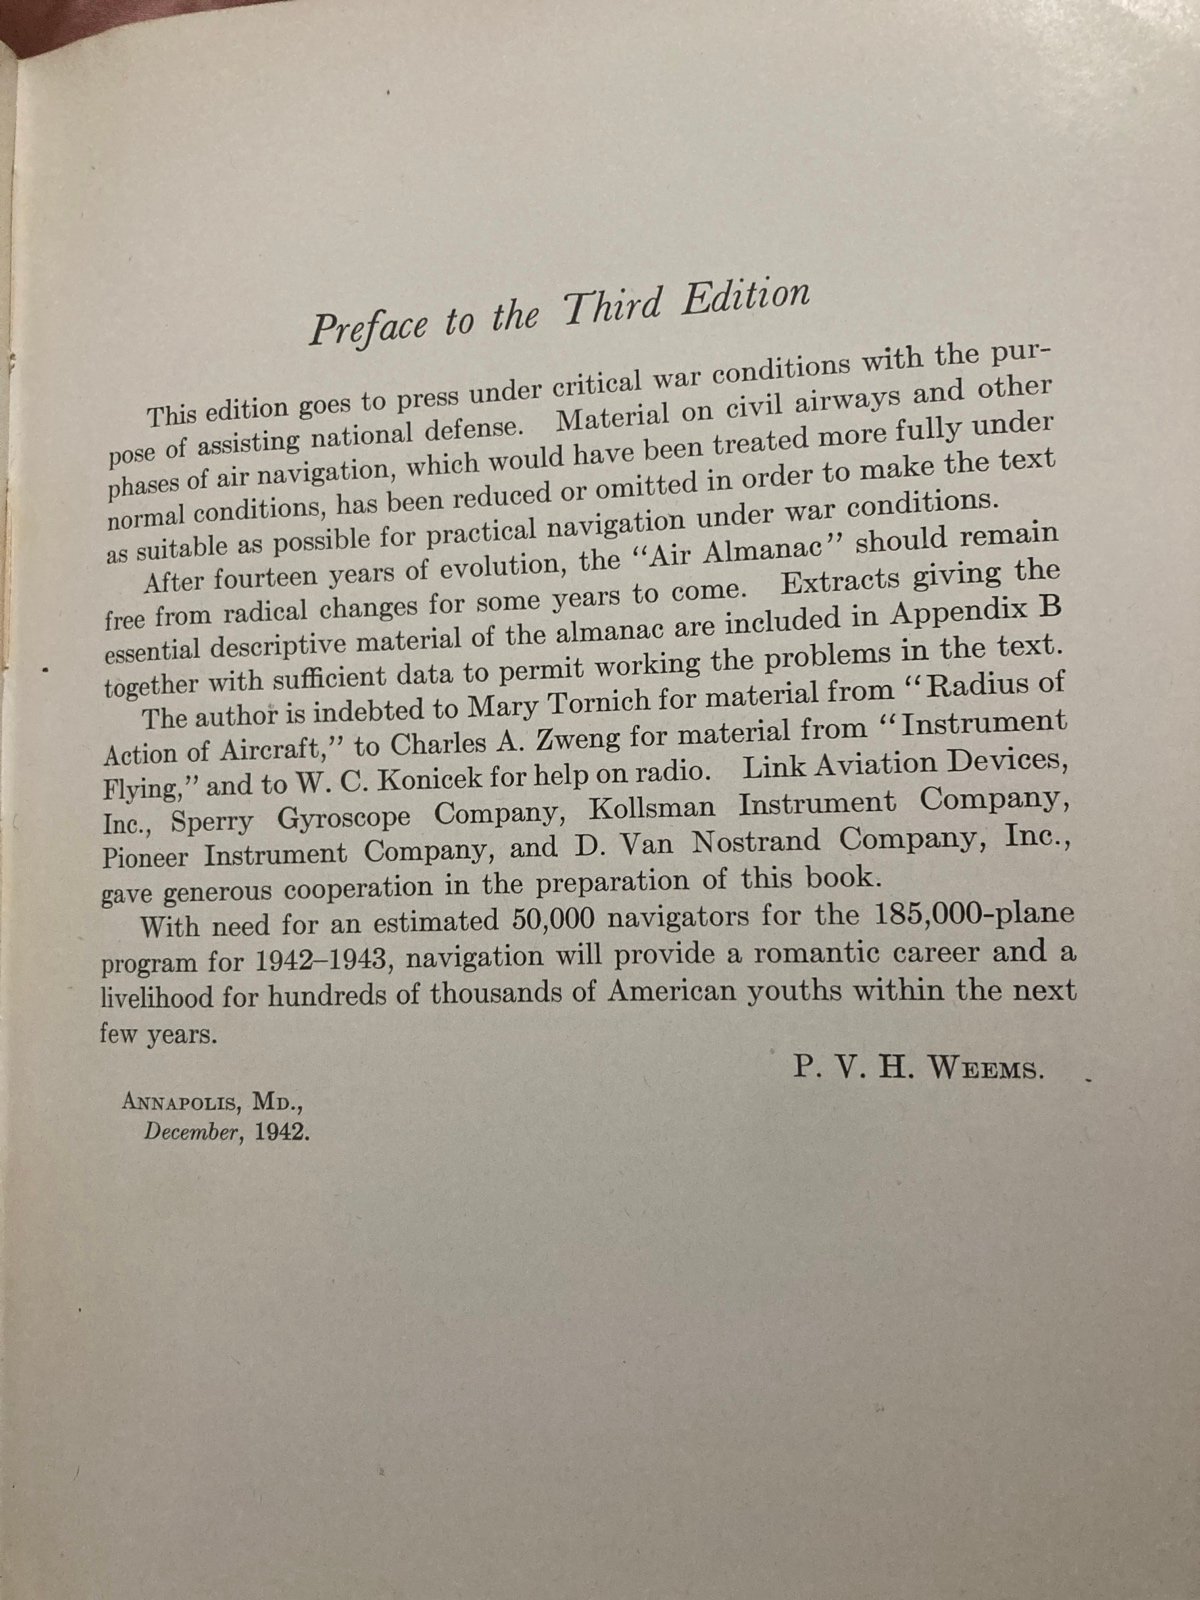 Preface to the Third Edition
This edition goes to press under critical war conditions with the pur-
pose of assisting national defense. Material on civil airways and other
phases of air navigation, which would have been treated more fully under
normal conditions, has been reduced or omitted in order to make the text
as suitable as possible for practical navigation under war conditions.
After fourteen years of evolution, the “Air Almanac” should remain
free from radical changes for some years to come. Extracts giving the
essential descriptive material of the almanac are included in Appendix B
together with sufficient data to permit working the problems in the text.
The author is indebted to Mary Tornich for material from “Radius of
Action of Aircraft,” to Charles A. Zweng for material from “Instrument
Flying,” and to W. C. Konicek for help on radio. Link Aviation Devices,
Inc., Sperry Gyroscope Company, Kollsman Instrument Company,
Pioneer Instrument Company, and D. Van Nostrand Company, Inc.,
gave generous cooperation in the preparation of this book.
With need for an estimated 50,000 navigators for the 185,000-plane
program for 1942–1943, navigation will provide a romantic career and a
livelihood for hundreds of thousands of American youths within the next
few years.
P. V. H. Weems.
Annapolis, Md.,
December, 1942.